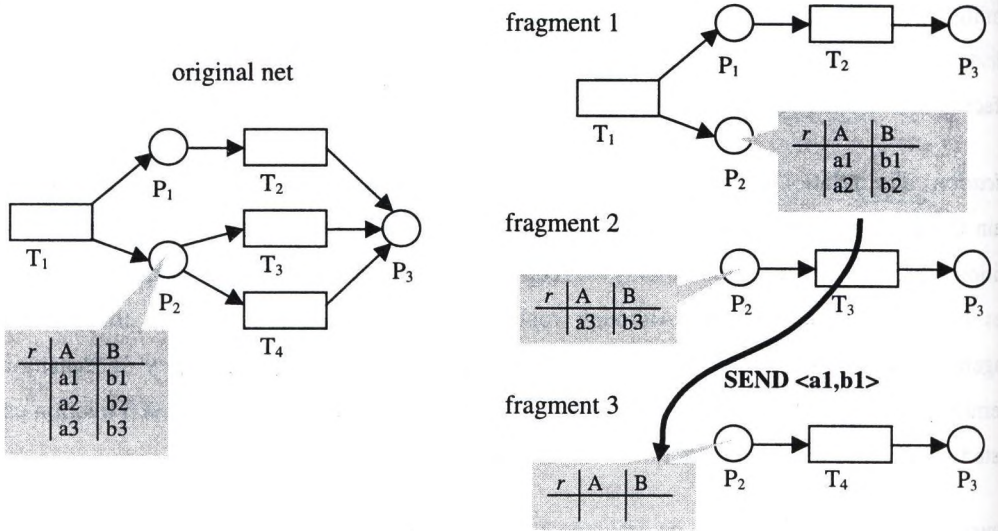 original net
T1
P1
T2
P2
T3
T4
P3
r A B
a1 b1
a2 b2
a3 b3
fragment 1
T1
P1
T2
P3
P2
r A B
a1 b1
a2 b2
fragment 2
r A B
a3 b3
P2
T3
P3
SEND <a1,b1>
fragment 3
r A B
P2
T4
P3